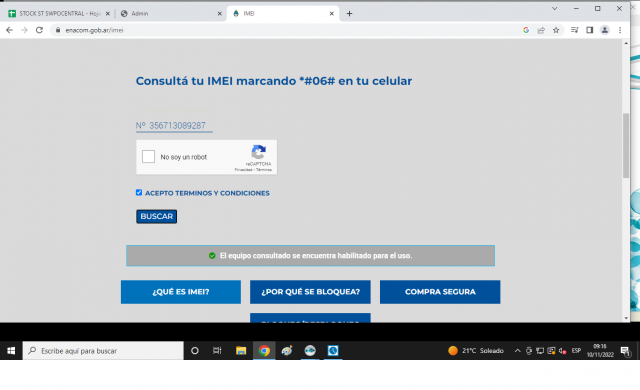 STOCK ST SWPOCENTRAL - Hoja
Admin
IMEI
enacom.gob.ar/imei
Consultá tu IMEI marcando *#06# en tu celular
Nº 356713089287
No soy un robot
reCAPTCHA
Privacidad - Términos
ACEPTO TERMINOS Y CONDICIONES
BUSCAR
El equipo consultado se encuentra habilitado para el uso.
¿QUÉ ES IMEI?
¿POR QUÉ SE BLOQUEA?
COMPRA SEGURA
Escribe aquí para buscar
21°C Soleado
ESP
09:16
10/11/2022